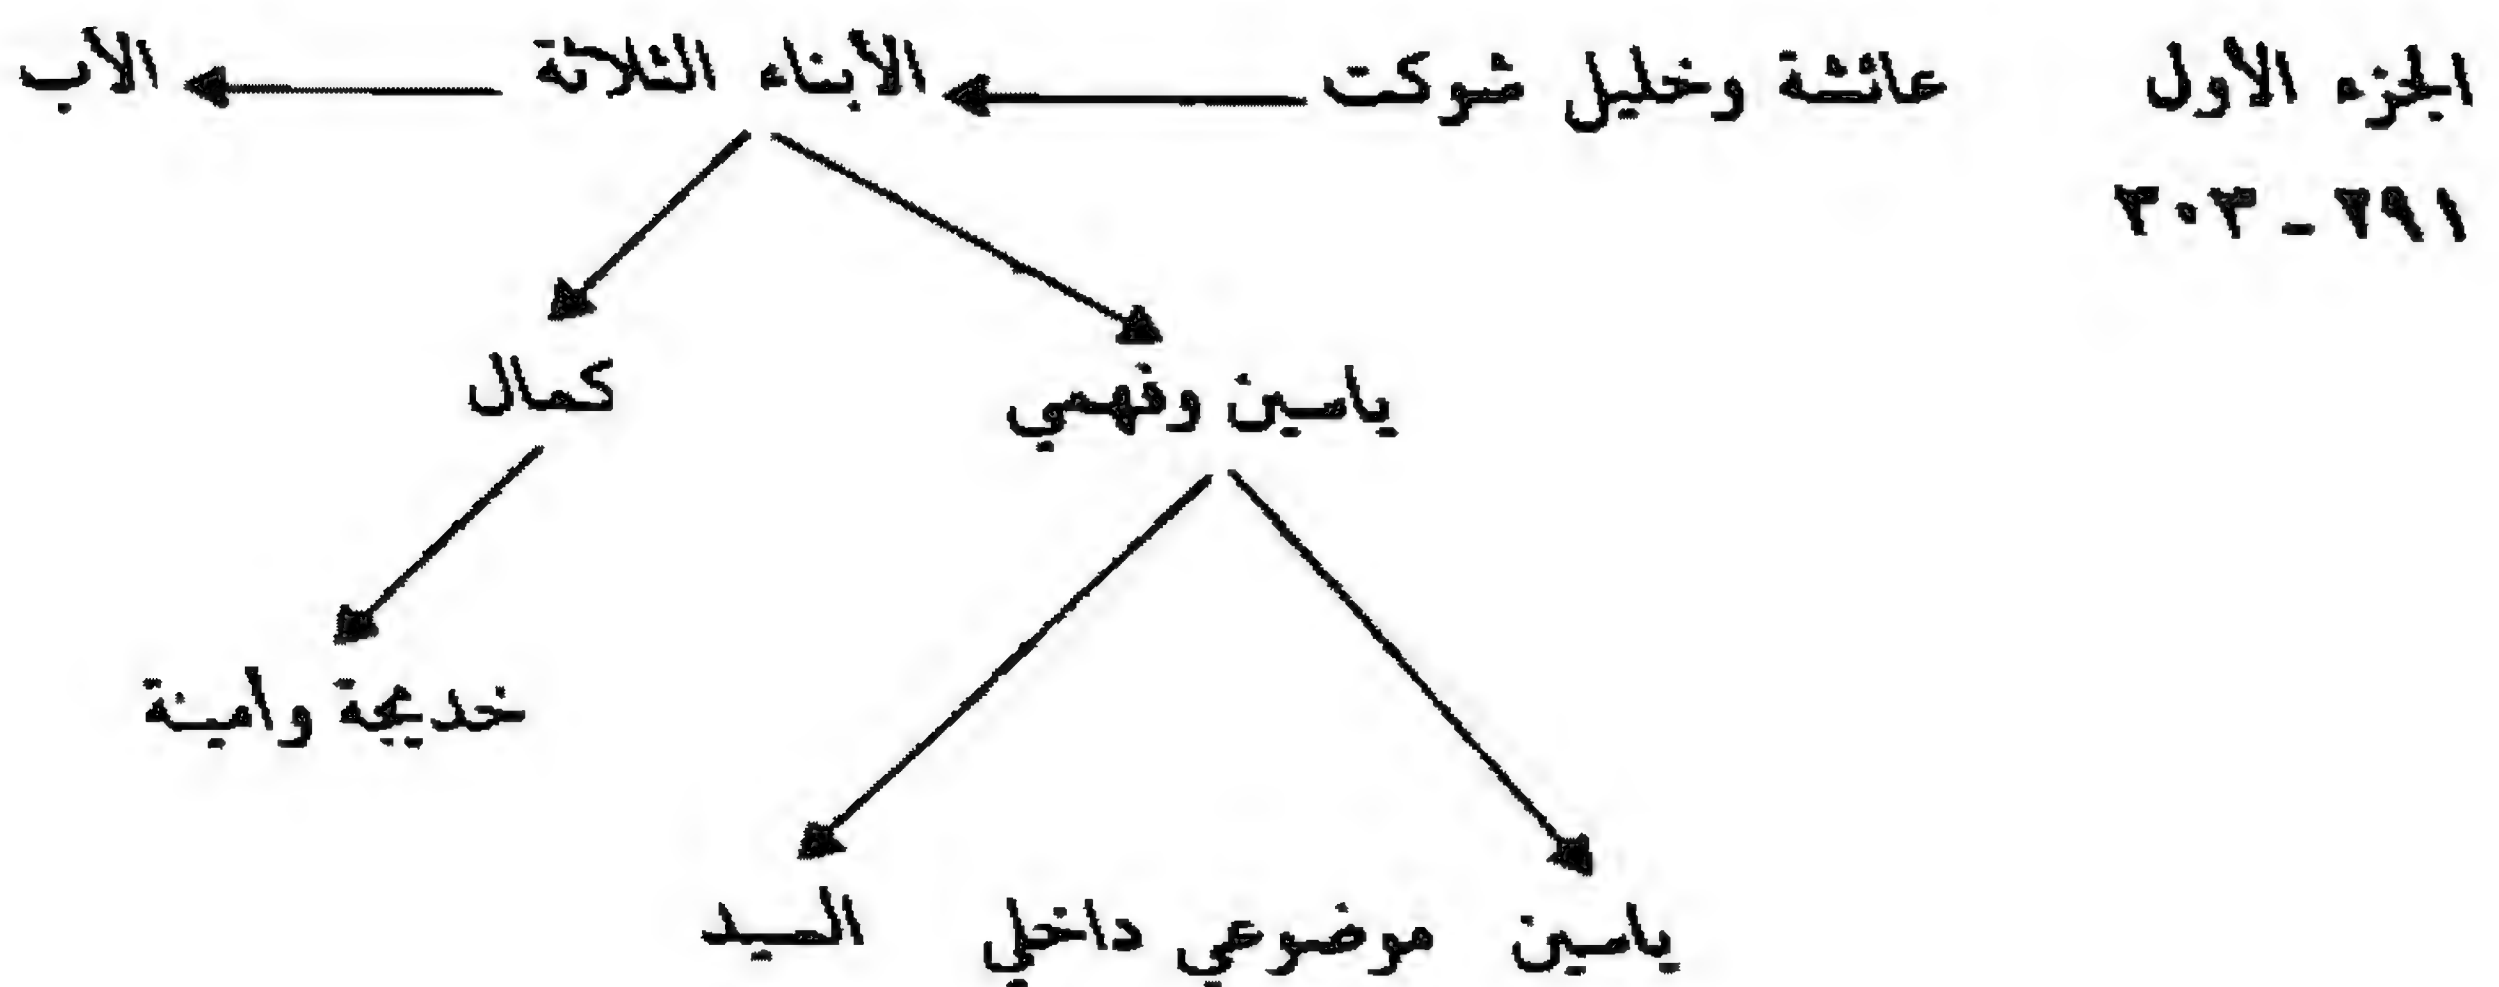 الجزء الأول عائشة وخليل شوكت الأبناء الثلاثة الأب
٢٩١ - ٣٠٣
كمال
ياسين وفهمي
خديجة وأمينة
ياسين موضوعي داخلي السيد